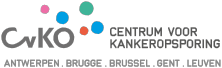 CvKO
CENTRUM VOOR
KANKEROPSPORING
ANTWERPEN . BRUGGE . BRUSSEL . GENT . LEUVEN